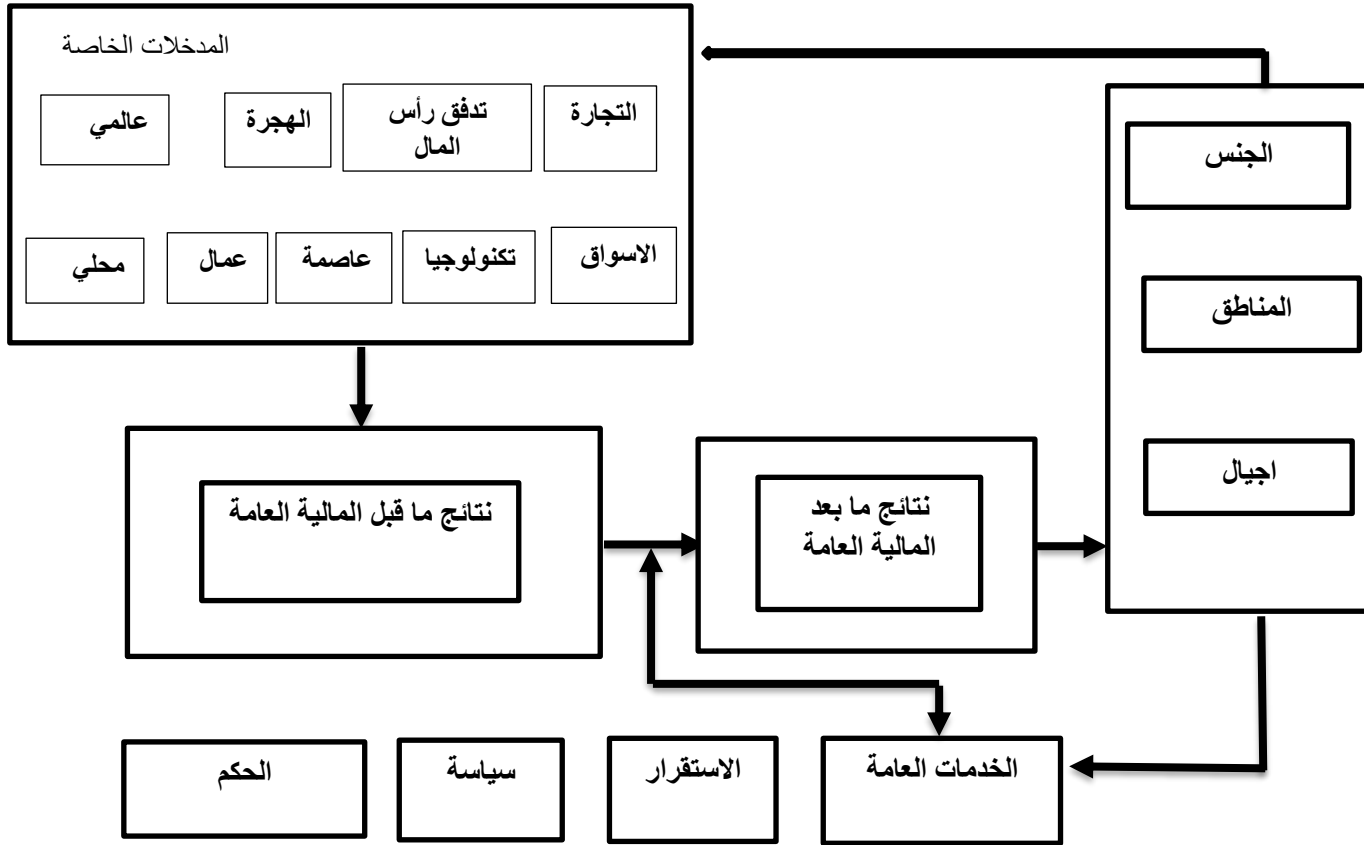 المدخلات الخاصة
التجارة
تدفق رأس
المال
الهجرة
عالمي
الاسواق
تكنولوجيا
عاصمة
عمال
محلي
الجنس
المناطق
اجيال
نتائج ما قبل المالية العامة
نتائج ما بعد
المالية العامة
الخدمات العامة
الاستقرار
سياسة
الحكم